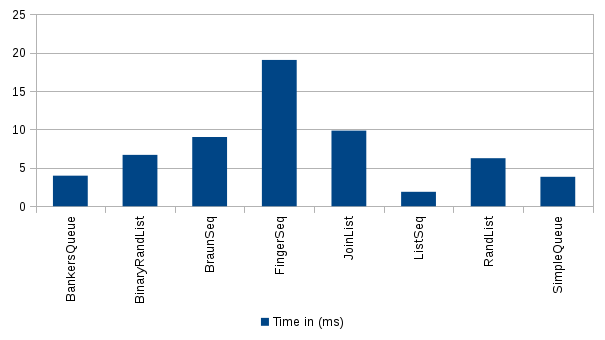 25
20
15
10
5
0
BankersQueue
BinaryRandList
BraunSeq
FingerSeq
JoinList
ListSeq
RandList
SimpleQueue
Time in (ms)